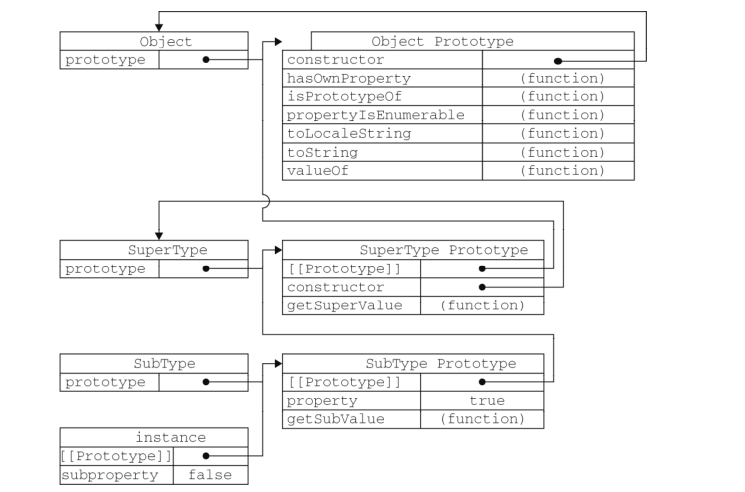 Object
prototype
Object Prototype
constructor
hasOwnProperty (function)
isPrototypeOf (function)
propertyIsEnumerable (function)
toLocaleString (function)
toString (function)
valueOf (function)
SuperType
prototype
SuperType Prototype
[[Prototype]]
constructor
getSuperValue (function)
SubType
prototype
SubType Prototype
[[Prototype]]
property true
getSubValue (function)
instance
[[Prototype]]
subproperty false